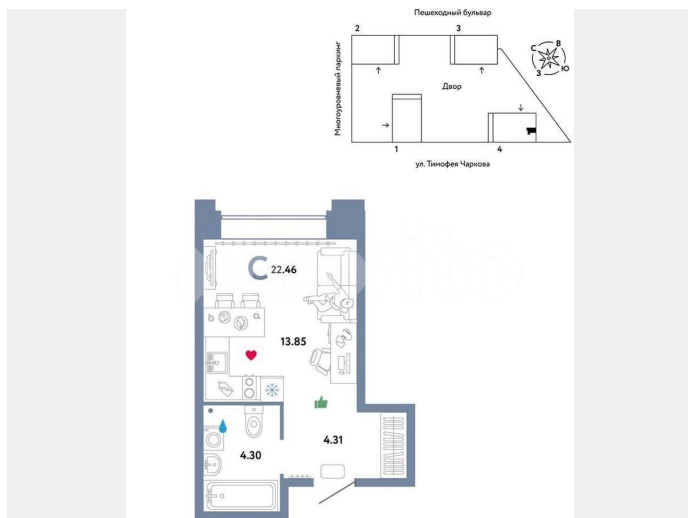 Пешеходный бульвар
2
3
С
В
З
Ю
Многоуровневый паркинг
Двор
1
4
ул. Тимофея Чаркова
С 22.46
13.85
4.31
4.30